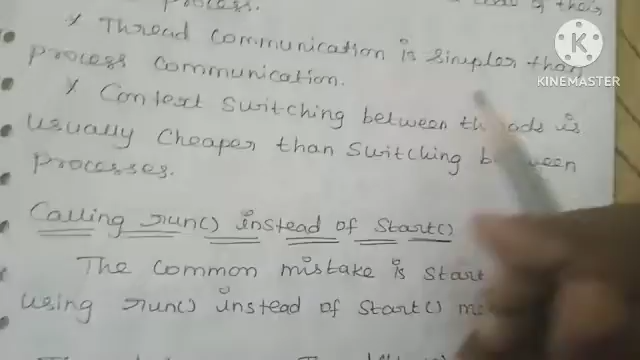 process.
* Thread communication is simpler than
process communication.
* Context switching between threads is
usually cheaper than switching between
processes.
Calling run() instead of start()
The common mistake is start
using run() instead of start()
K
KINEMASTER